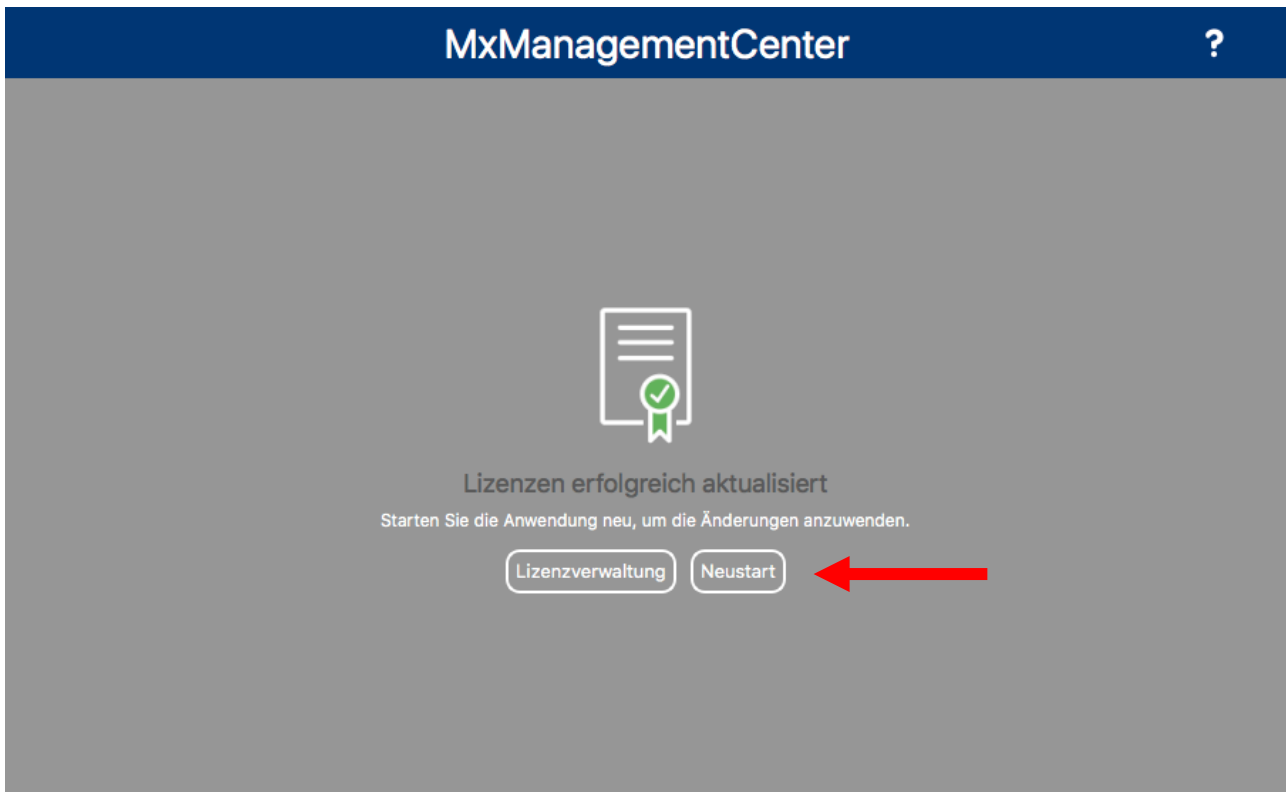 MxManagementCenter ?
Lizenzen erfolgreich aktualisiert
Starten Sie die Anwendung neu, um die Änderungen anzuwenden.
Lizenzverwaltung Neustart